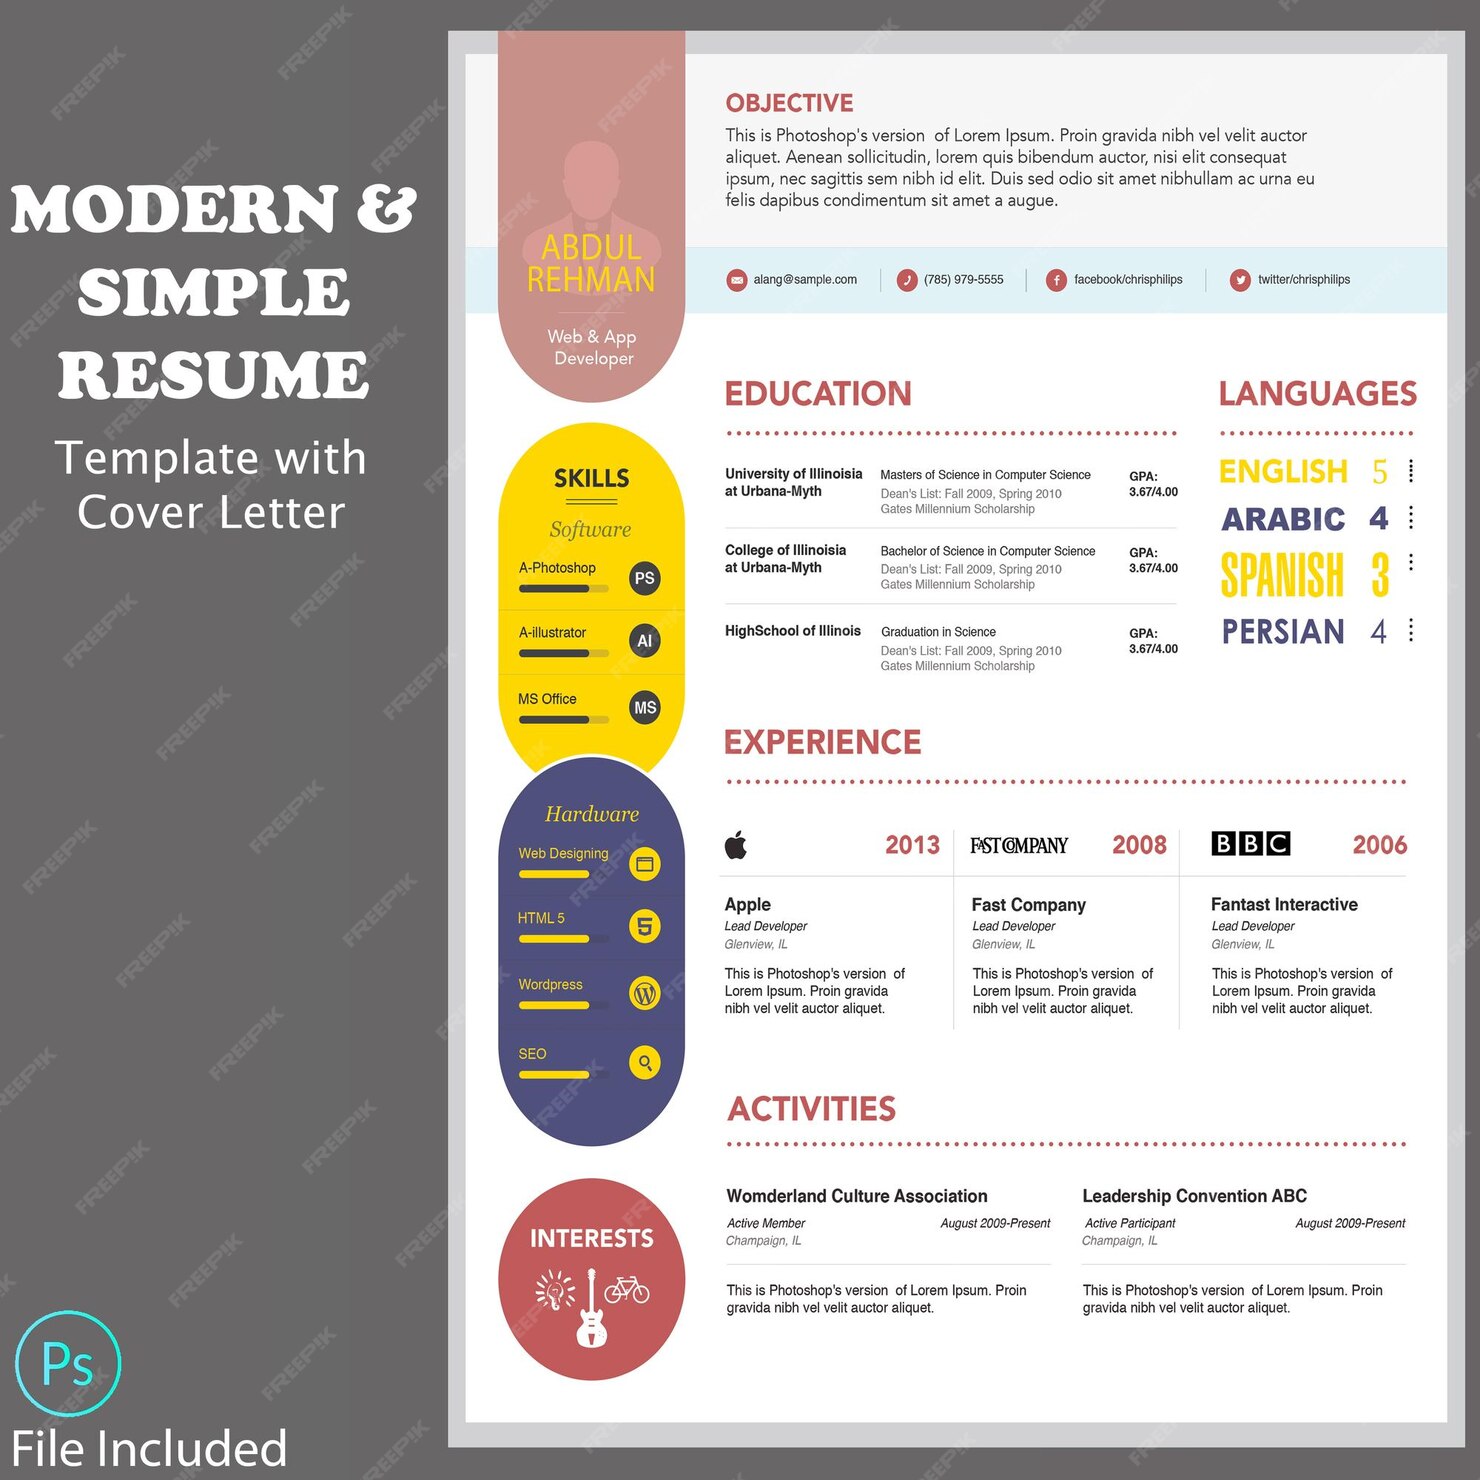 MODERN &
SIMPLE
RESUME
Template with
Cover Letter
Ps
File Included
ABDUL
REHMAN
Web & App
Developer
OBJECTIVE
This is Photoshop's version of Lorem Ipsum. Proin gravida nibh vel velit auctor
aliquet. Aenean sollicitudin, lorem quis bibendum auctor, nisi elit consequat
ipsum, nec sagittis sem nibh id elit. Duis sed odio sit amet nibhullam ac urna eu
felis dapibus condimentum sit amet a augue.
alang@sample.com
(785) 979-5555
facebook/chrisphilips
twitter/chrisphilips
SKILLS
Software
A-Photoshop
PS
A-illustrator
AI
MS Office
MS
Hardware
Web Designing
HTML 5
5
Wordpress
W
SEO
INTERESTS
EDUCATION
University of Illinoisia
at Urbana-Myth
Masters of Science in Computer Science
Dean's List: Fall 2009, Spring 2010
Gates Millennium Scholarship
GPA:
3.67/4.00
College of Illinoisia
at Urbana-Myth
Bachelor of Science in Computer Science
Dean's List: Fall 2009, Spring 2010
Gates Millennium Scholarship
GPA:
3.67/4.00
HighSchool of Illinois
Graduation in Science
Dean's List: Fall 2009, Spring 2010
Gates Millennium Scholarship
GPA:
3.67/4.00
LANGUAGES
ENGLISH 5
ARABIC 4
SPANISH 3
PERSIAN 4
EXPERIENCE
2013
Apple
Lead Developer
Glenview, IL
This is Photoshop's version of
Lorem Ipsum. Proin gravida
nibh vel velit auctor aliquet.
FAST COMPANY 2008
Fast Company
Lead Developer
Glenview, IL
This is Photoshop's version of
Lorem Ipsum. Proin gravida
nibh vel velit auctor aliquet.
BBC 2006
Fantast Interactive
Lead Developer
Glenview, IL
This is Photoshop's version of
Lorem Ipsum. Proin gravida
nibh vel velit auctor aliquet.
ACTIVITIES
Womderland Culture Association
Active Member August 2009-Present
Champaign, IL
This is Photoshop's version of Lorem Ipsum. Proin
gravida nibh vel velit auctor aliquet.
Leadership Convention ABC
Active Participant August 2009-Present
Champaign, IL
This is Photoshop's version of Lorem Ipsum. Proin
gravida nibh vel velit auctor aliquet.
FREEPIK